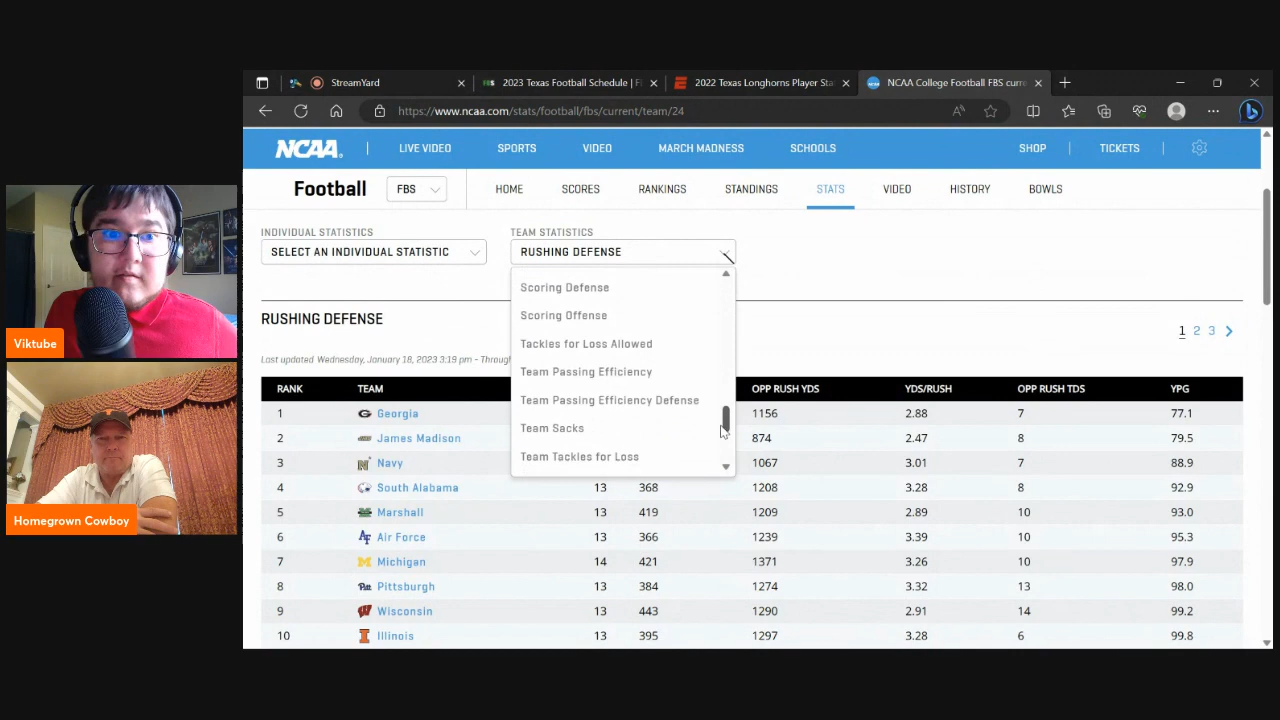 StreamYard
2023 Texas Football Schedule | F
2022 Texas Longhorns Player Sta
NCAA College Football FBS curre
https://www.ncaa.com/stats/football/fbs/current/team/24
NCAA
LIVE VIDEO SPORTS VIDEO MARCH MADNESS SCHOOLS SHOP TICKETS
Football FBS HOME SCORES RANKINGS STANDINGS STATS VIDEO HISTORY BOWLS
INDIVIDUAL STATISTICS TEAM STATISTICS
SELECT AN INDIVIDUAL STATISTIC RUSHING DEFENSE
Scoring Defense
Scoring Offense
Tackles for Loss Allowed
Team Passing Efficiency
Team Passing Efficiency Defense
Team Sacks
Team Tackles for Loss
RUSHING DEFENSE 1 2 3
Last updated Wednesday, January 18, 2023 3:19 pm - Through
RANK TEAM OPP RUSH YDS YDS/RUSH OPP RUSH TDS YPG
1 Georgia 1156 2.88 7 77.1
2 James Madison 874 2.47 8 79.5
3 Navy 1067 3.01 7 88.9
4 South Alabama 13 368 1208 3.28 8 92.9
5 Marshall 13 419 1209 2.89 10 93.0
6 Air Force 13 366 1239 3.39 10 95.3
7 Michigan 14 421 1371 3.26 10 97.9
8 Pittsburgh 13 384 1274 3.32 13 98.0
9 Wisconsin 13 443 1290 2.91 14 99.2
10 Illinois 13 395 1297 3.28 6 99.8
Viktube
Homegrown Cowboy